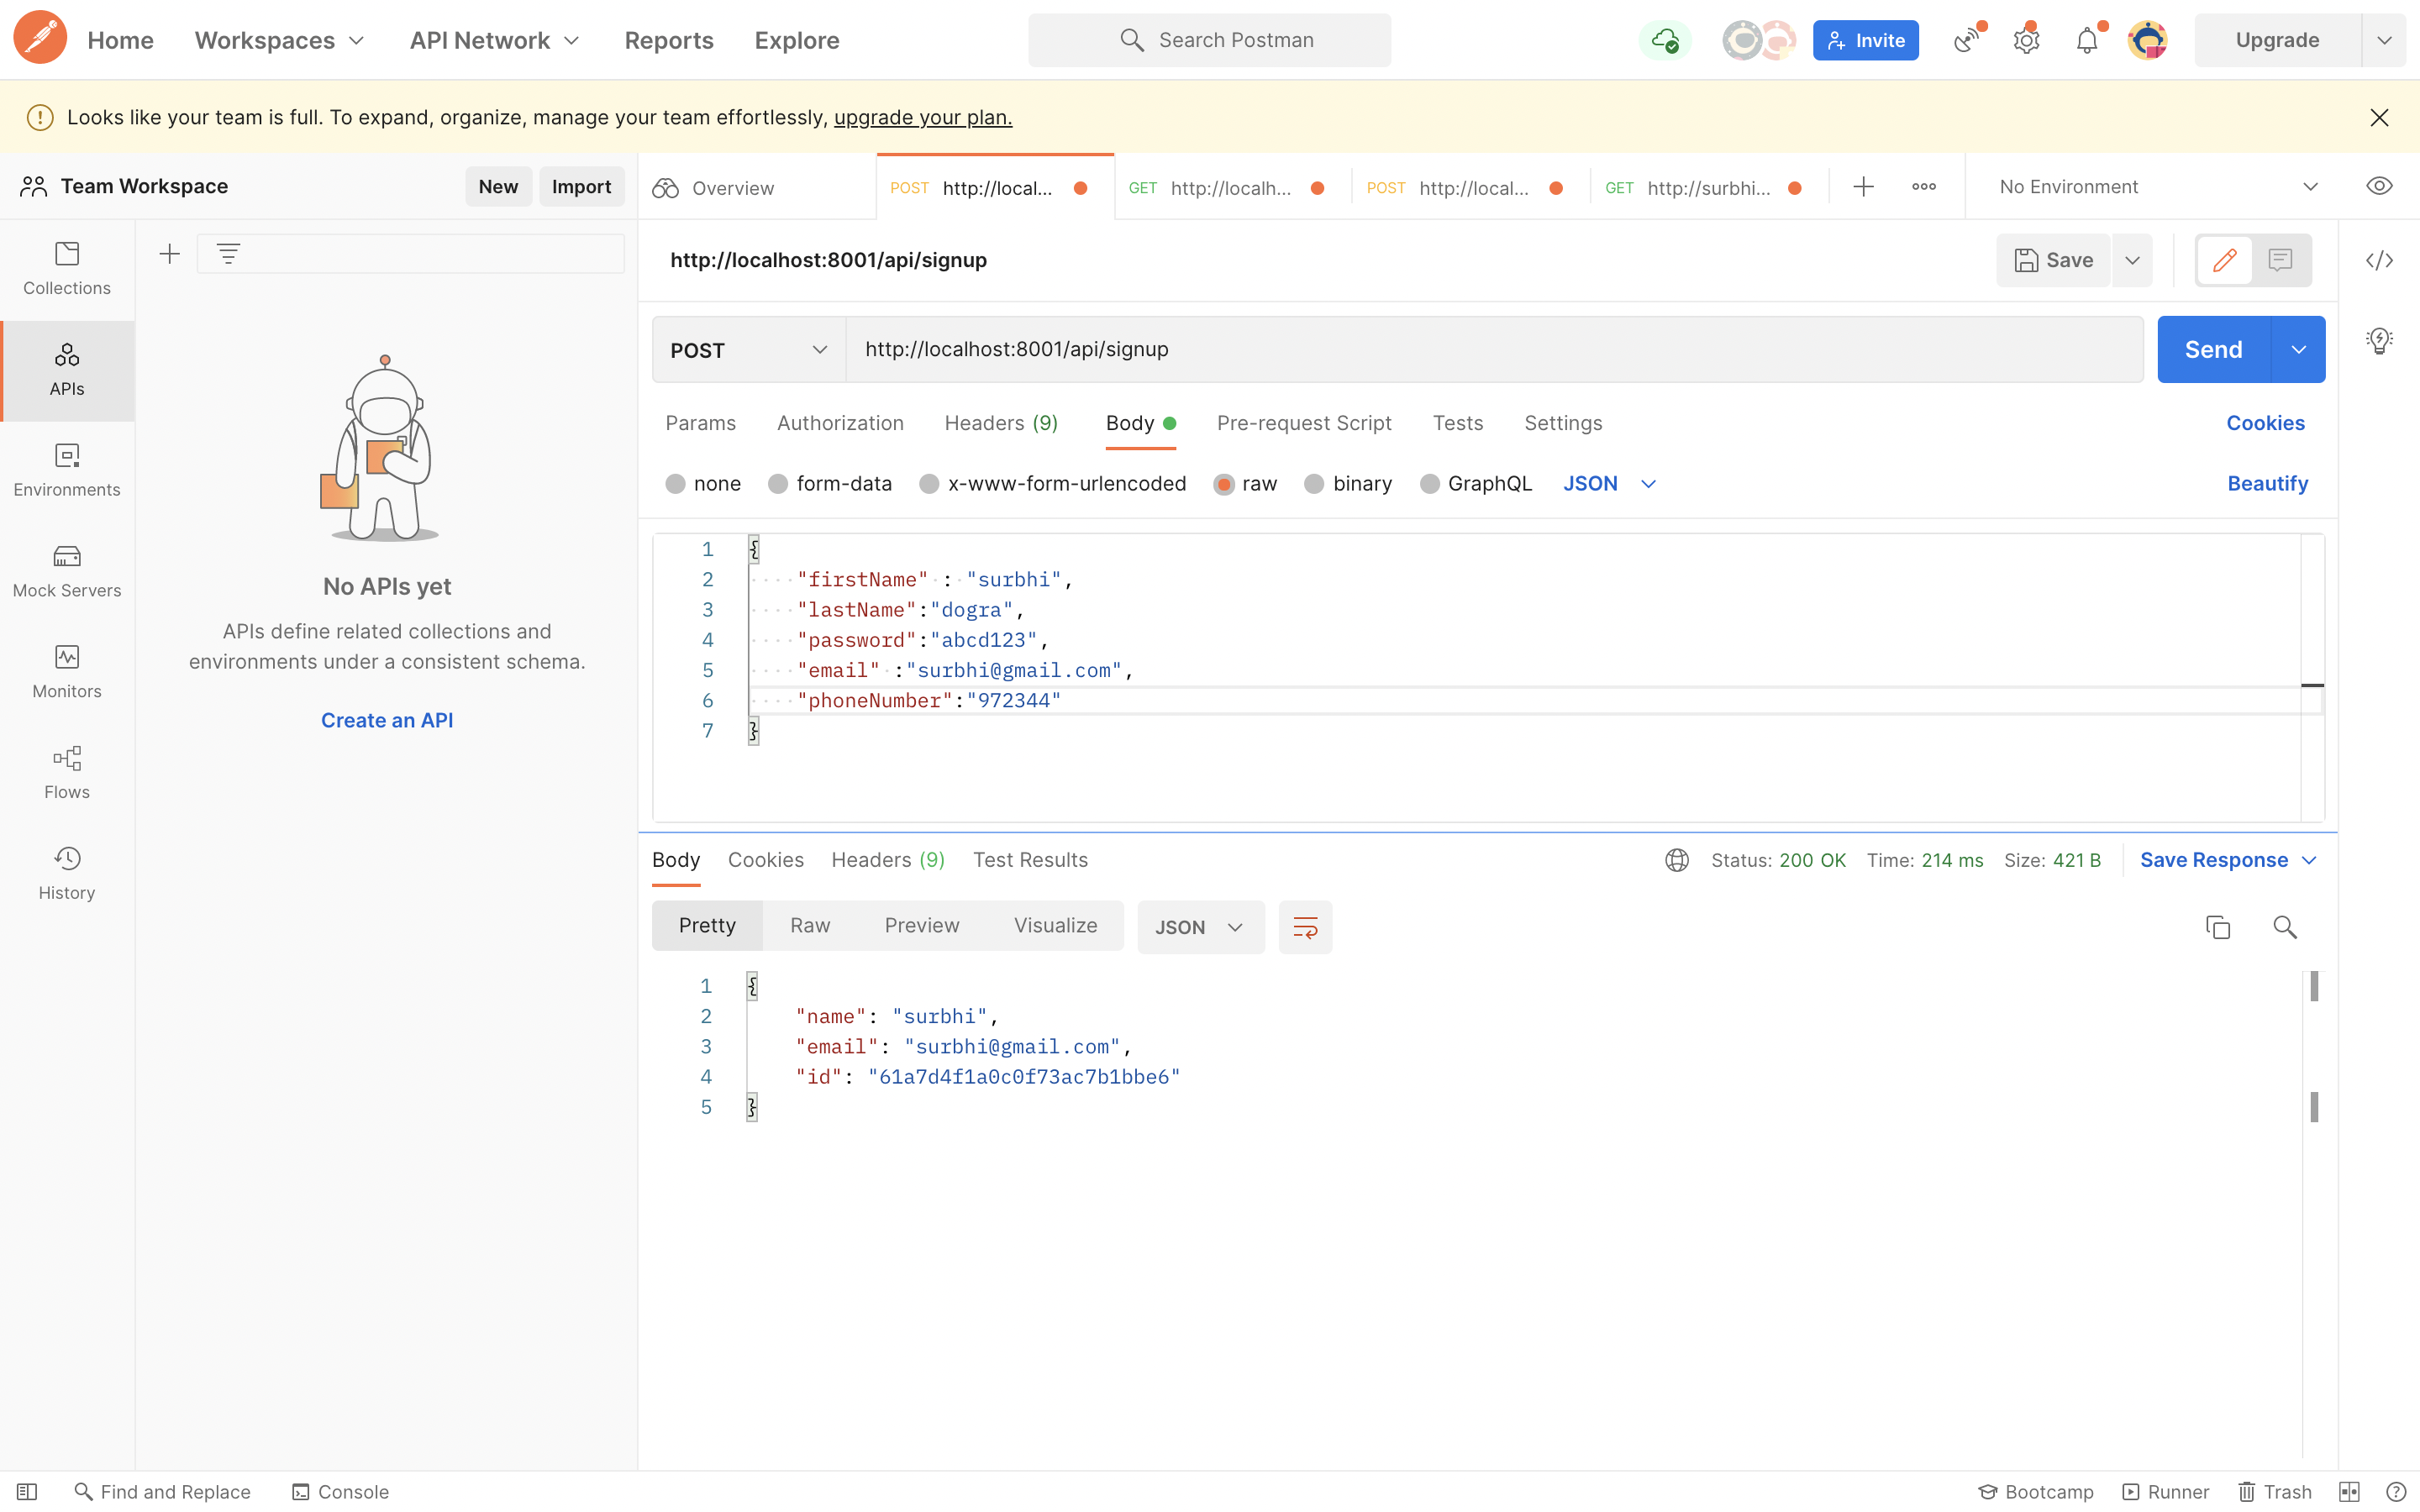 Home Workspaces API Network Reports Explore Search Postman Invite Upgrade
Looks like your team is full. To expand, organize, manage your team effortlessly, upgrade your plan.
Team Workspace New Import Overview POST http://local... GET http://localh... POST http://local... GET http://surbhi... No Environment
Collections
APIs
Environments
Mock Servers
Monitors
Flows
History
No APIs yet
APIs define related collections and
environments under a consistent schema.
Create an API
http://localhost:8001/api/signup Save
POST http://localhost:8001/api/signup Send
Params Authorization Headers (9) Body Pre-request Script Tests Settings Cookies
none form-data x-www-form-urlencoded raw binary GraphQL JSON Beautify
1 {
2 "firstName" : "surbhi",
3 "lastName":"dogra",
4 "password":"abcd123",
5 "email" :"surbhi@gmail.com",
6 "phoneNumber":"972344"
7 }
Body Cookies Headers (9) Test Results Status: 200 OK Time: 214 ms Size: 421 B Save Response
Pretty Raw Preview Visualize JSON
1 {
2 "name": "surbhi",
3 "email": "surbhi@gmail.com",
4 "id": "61a7d4f1a0c0f73ac7b1bbe6"
5 }
Find and Replace Console Bootcamp Runner Trash